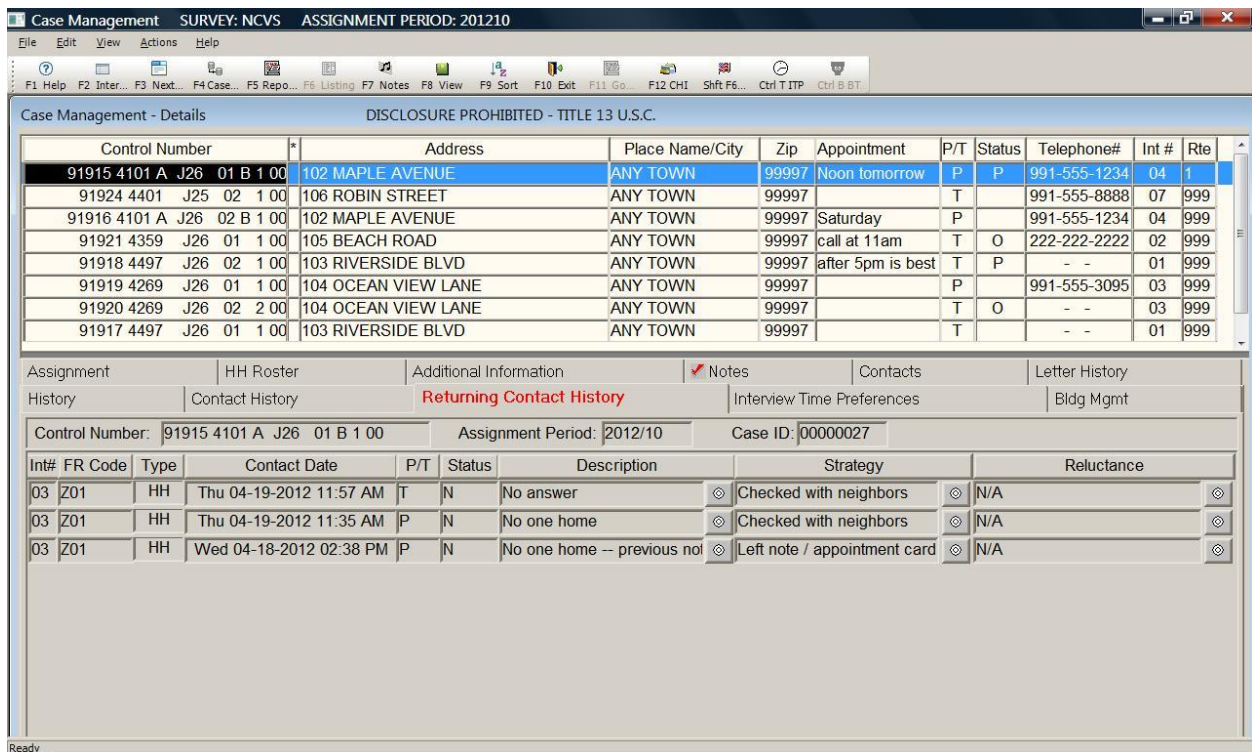 Case Management SURVEY: NCVS ASSIGNMENT PERIOD: 201210
File Edit View Actions Help
F1 Help F2 Inter... F3 Next... F4 Case... F5 Repo... F6 Listing F7 Notes F8 View F9 Sort F10 Exit F11 Go... F12 CHI Shft F6... Ctrl T ITP Ctrl B BT
Case Management - Details DISCLOSURE PROHIBITED - TITLE 13 U.S.C.
Control Number * Address Place Name/City Zip Appointment P/T Status Telephone# Int # Rte
91915 4101 A J26 01 B 1 00 102 MAPLE AVENUE ANY TOWN 99997 Noon tomorrow P P 991-555-1234 04 1
91924 4401 J25 02 1 00 106 ROBIN STREET ANY TOWN 99997 T 991-555-8888 07 999
91916 4101 A J26 02 B 1 00 102 MAPLE AVENUE ANY TOWN 99997 Saturday P 991-555-1234 04 999
91921 4359 J26 01 1 00 105 BEACH ROAD ANY TOWN 99997 call at 11am T O 222-222-2222 02 999
91918 4497 J26 02 1 00 103 RIVERSIDE BLVD ANY TOWN 99997 after 5pm is best T P - - 01 999
91919 4269 J26 01 1 00 104 OCEAN VIEW LANE ANY TOWN 99997 P 991-555-3095 03 999
91920 4269 J26 02 2 00 104 OCEAN VIEW LANE ANY TOWN 99997 T O - - 03 999
91917 4497 J26 01 1 00 103 RIVERSIDE BLVD ANY TOWN 99997 T - - 01 999
Assignment HH Roster Additional Information Notes Contacts Letter History
History Contact History Returning Contact History Interview Time Preferences Bldg Mgmt
Control Number: 91915 4101 A J26 01 B 1 00 Assignment Period: 2012/10 Case ID: 00000027
Int# FR Code Type Contact Date P/T Status Description Strategy Reluctance
03 Z01 HH Thu 04-19-2012 11:57 AM T N No answer Checked with neighbors N/A
03 Z01 HH Thu 04-19-2012 11:35 AM P N No one home Checked with neighbors N/A
03 Z01 HH Wed 04-18-2012 02:38 PM P N No one home -- previous not Left note / appointment card N/A
Ready